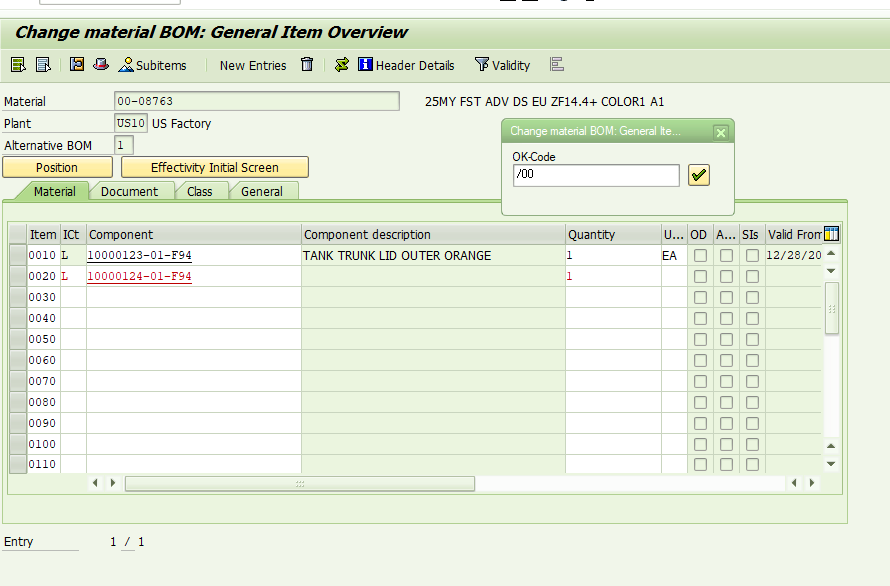 Change material BOM: General Item Overview
Subitems New Entries Header Details Validity
Material 00-08763 25MY FST ADV DS EU ZF14.4+ COLOR1 A1
Plant US10 US Factory
Alternative BOM 1
Change material BOM: General Ite...
OK-Code
/00
Position Effectivity Initial Screen
Material Document Class General
Item ICt Component Component description Quantity U... OD A... SIs Valid From
0010 L 10000123-01-F94 TANK TRUNK LID OUTER ORANGE 1 EA 12/28/20
0020 L 10000124-01-F94 1
0030
0040
0050
0060
0070
0080
0090
0100
0110
Entry 1 / 1